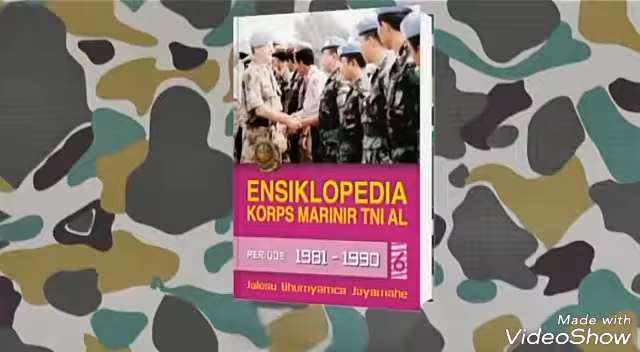 ENSIKLOPEDIA
KORPS MARINIR TNI AL
PERIODE 1981 - 1990
Jalesu Bhumyamca Jayamahe
Made with
VideoShow